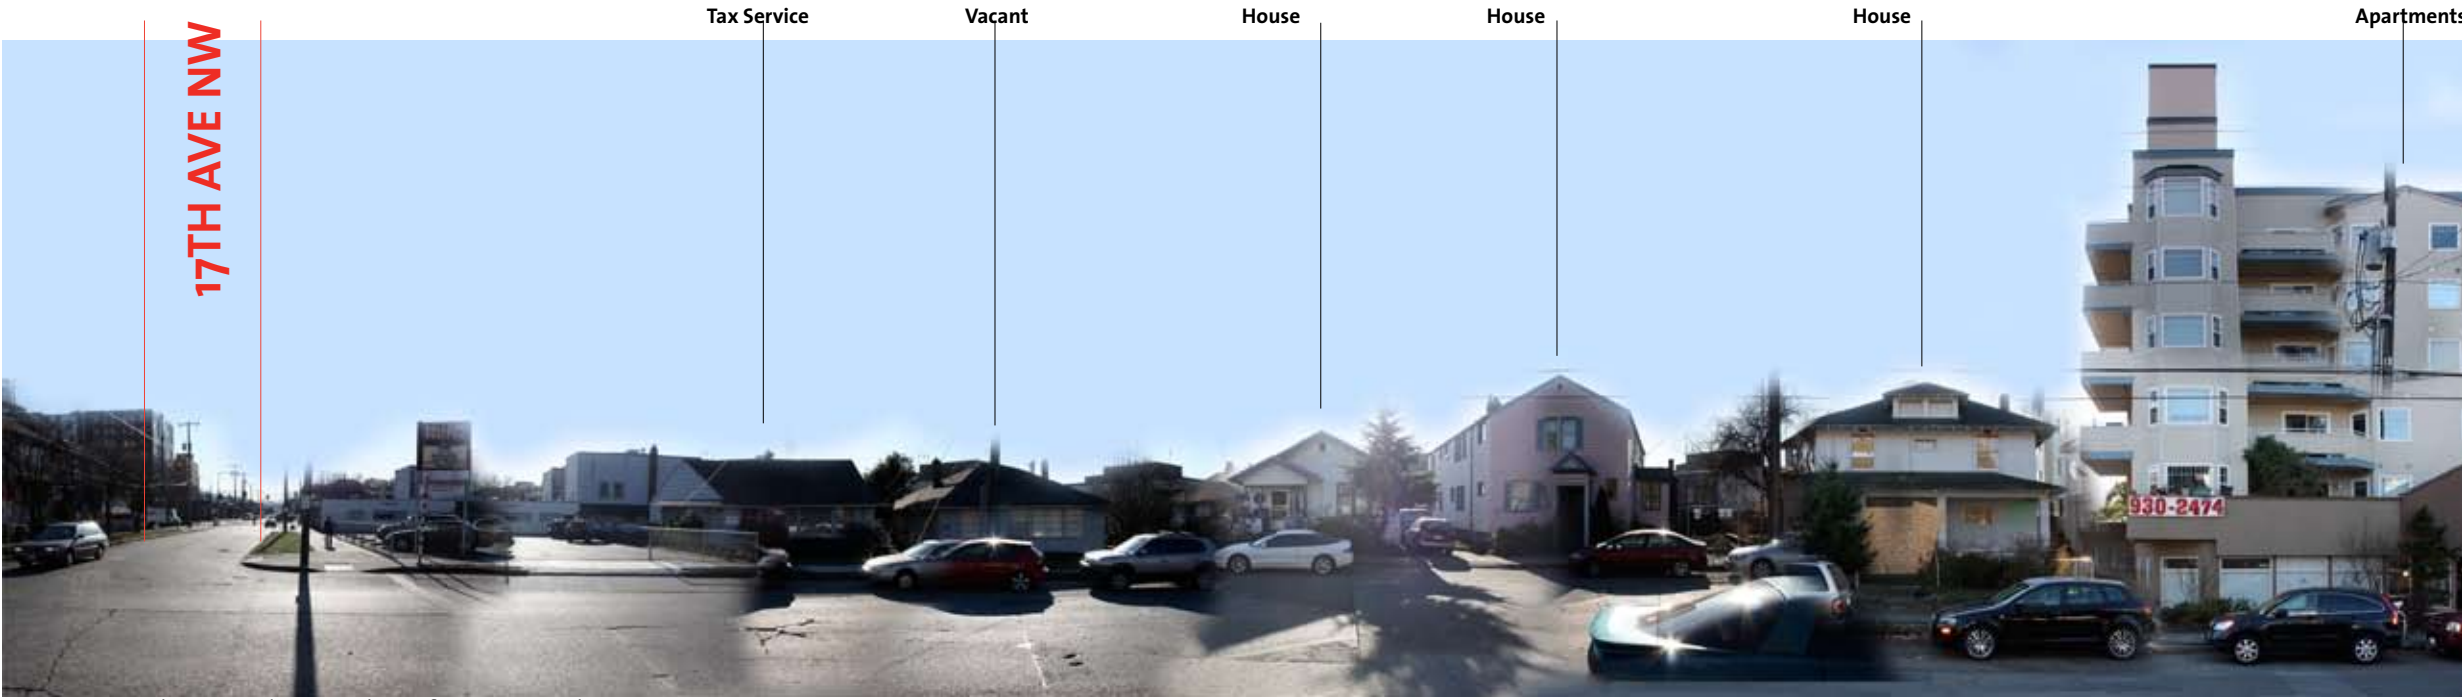 Tax Service
Vacant
House
House
House
Apartments
17TH AVE NW
930-2474